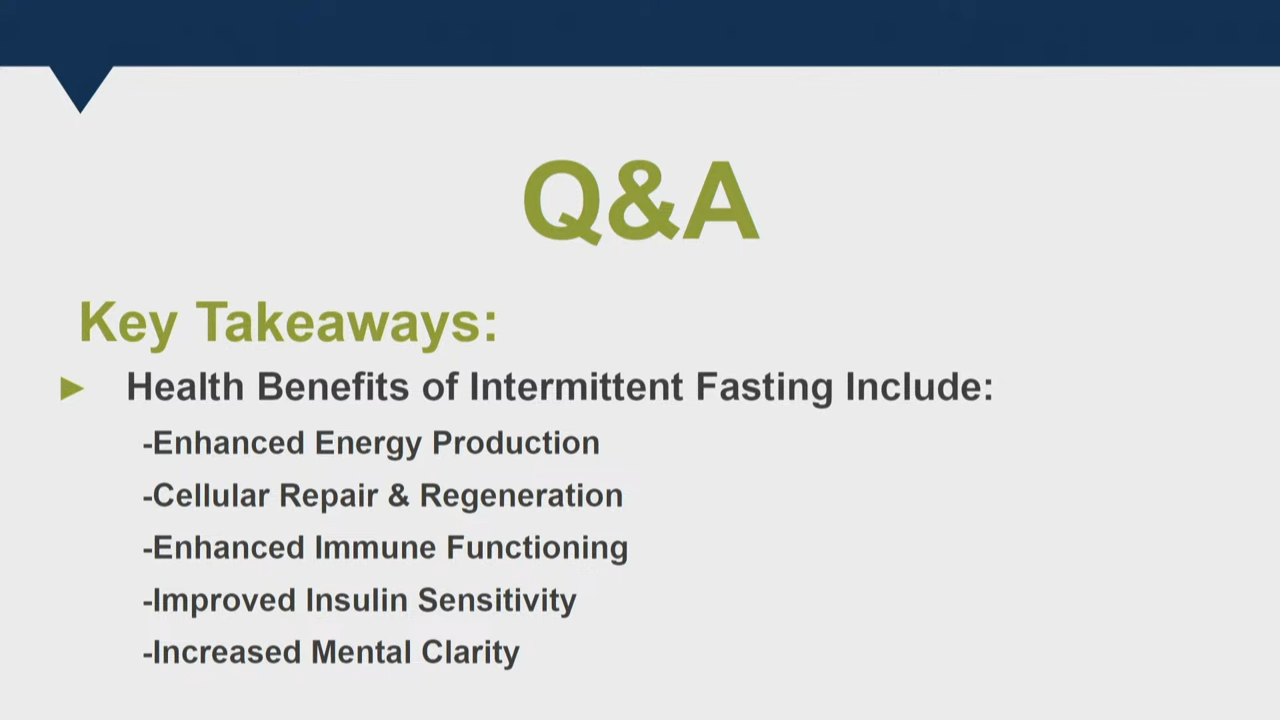 Q&A
Key Takeaways:
► Health Benefits of Intermittent Fasting Include:
-Enhanced Energy Production
-Cellular Repair & Regeneration
-Enhanced Immune Functioning
-Improved Insulin Sensitivity
-Increased Mental Clarity